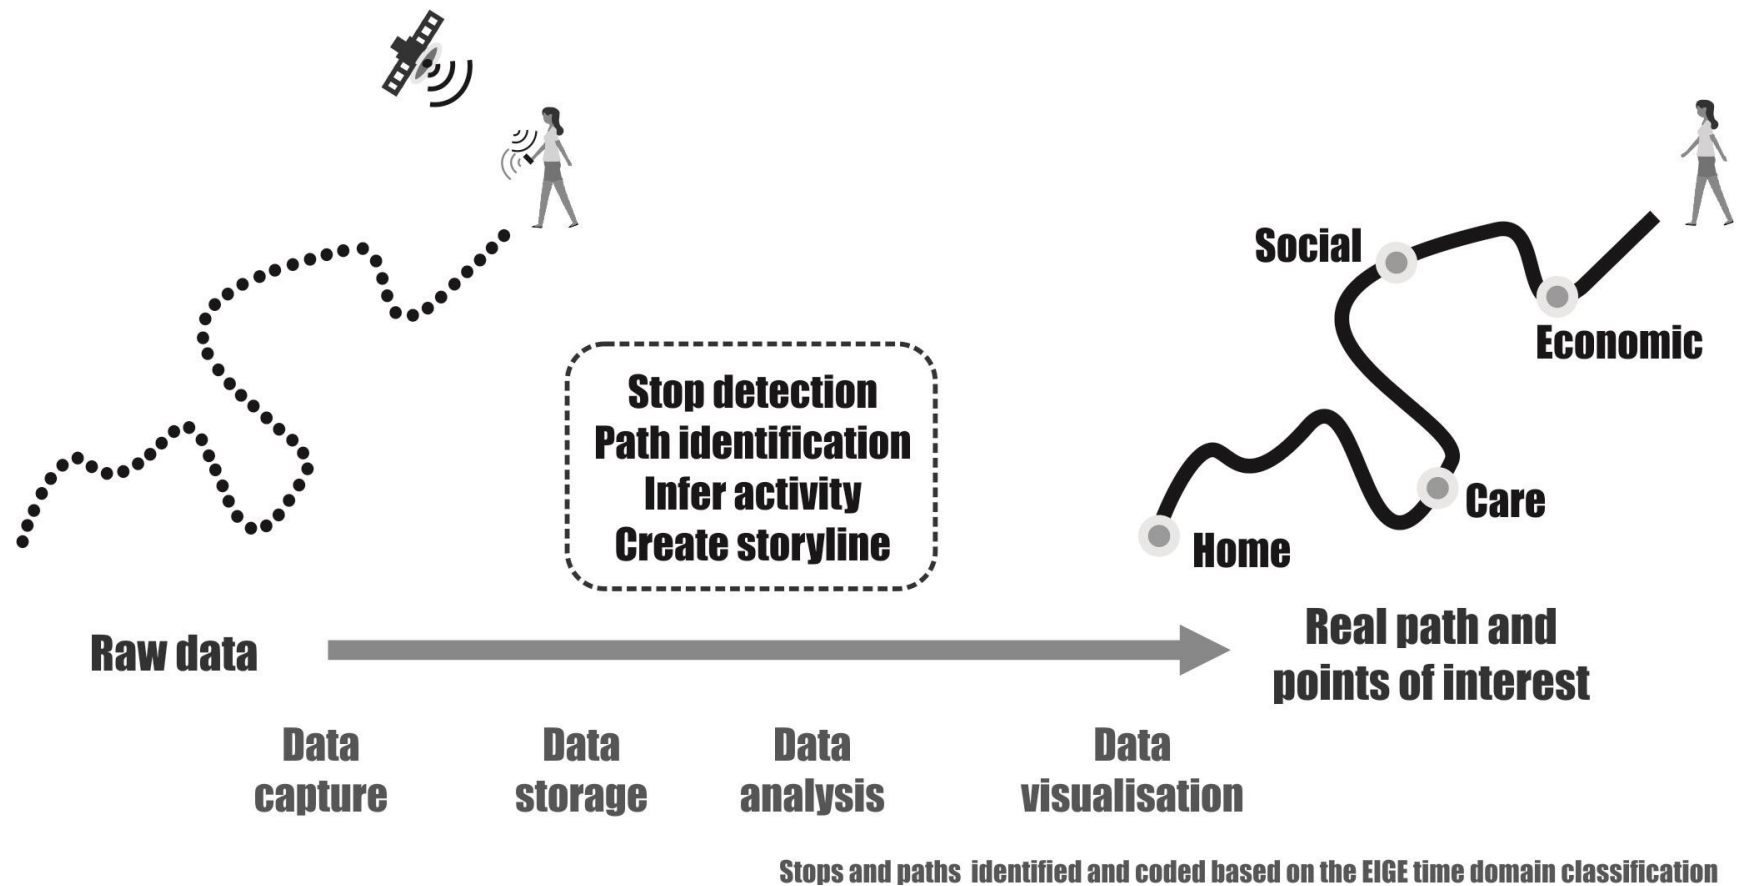 Social
Economic
Stop detection
Path identification
Infer activity
Create storyline
Care
Home
Raw data
Real path and
points of interest
Data
capture
Data
storage
Data
analysis
Data
visualisation
Stops and paths identified and coded based on the EIGE time domain classification